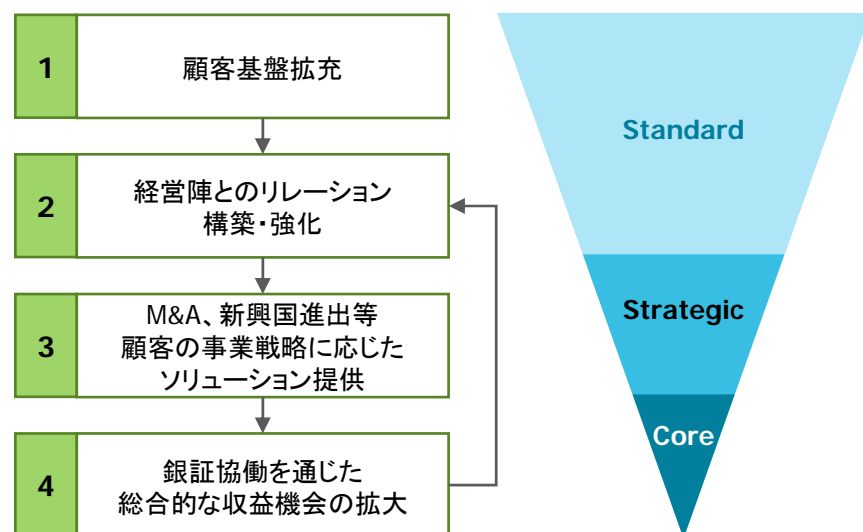 1
顧客基盤拡充
2
経営陣とのリレーション
構築・強化
3
M&A、新興国進出等
顧客の事業戦略に応じた
ソリューション提供
4
銀証協働を通じた
総合的な収益機会の拡大
Standard
Strategic
Core